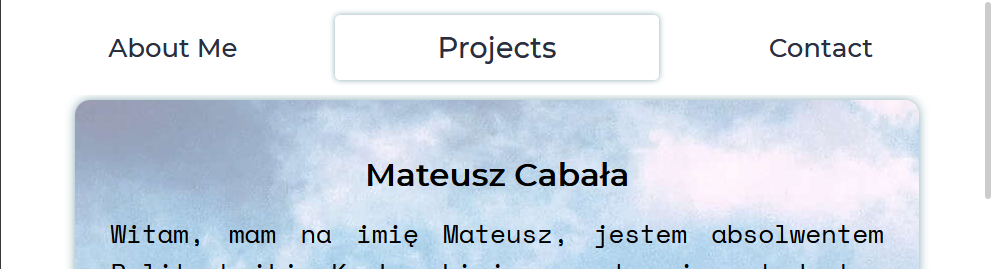 About Me
Projects
Contact
Mateusz Cabała
Witam, mam na imię Mateusz, jestem absolwentem